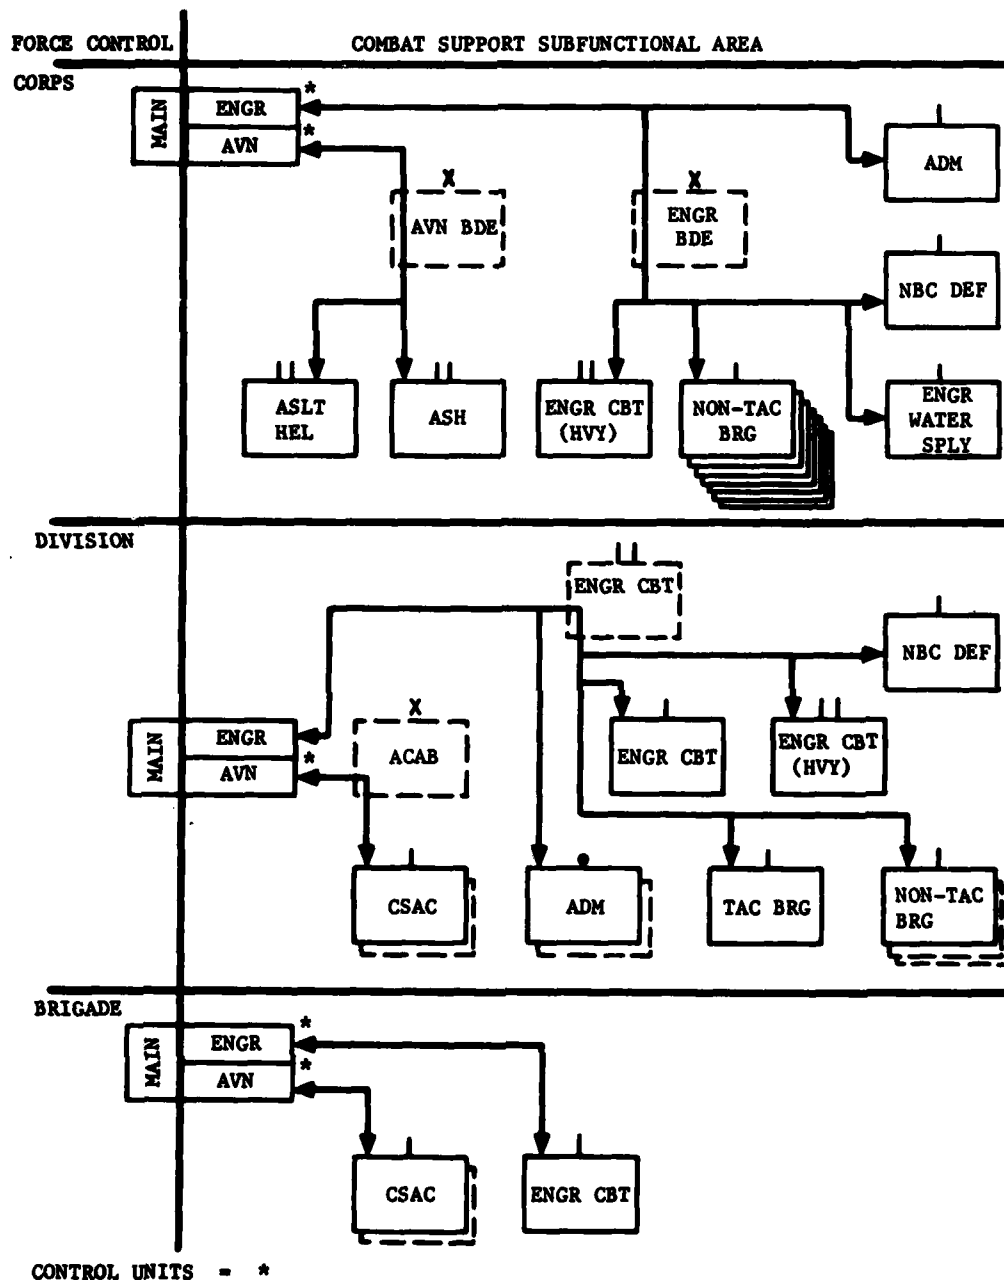 FORCE CONTROL COMBAT SUPPORT SUBFUNCTIONAL AREA
CORPS
MAIN
ENGR *
AVN *
ADM
X
AVN BDE
X
ENGR
BDE
NBC DEF
ASLT
HEL
ASH
ENGR CBT
(HVY)
NON-TAC
BRG
ENGR
WATER
SPLY
DIVISION
ENGR CBT
NBC DEF
MAIN
ENGR
AVN *
X
ACAB
ENGR CBT
ENGR CBT
(HVY)
CSAC
ADM
TAC BRG
NON-TAC
BRG
BRIGADE
MAIN
ENGR *
AVN *
CSAC
ENGR CBT
CONTROL UNITS = *